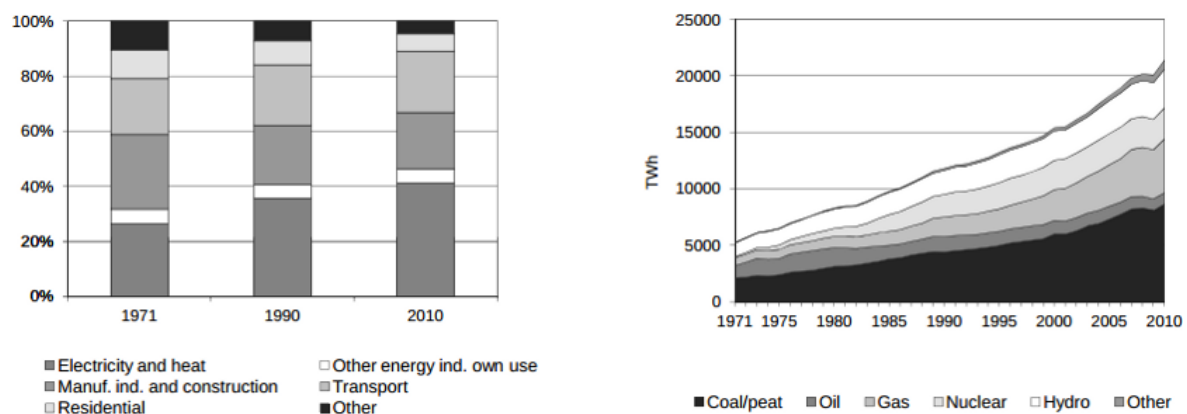 100%
80%
60%
40%
20%
0%
1971 1990 2010
Electricity and heat Other energy ind. own use
Manuf. ind. and construction Transport
Residential Other
25000
20000
15000
10000
5000
0
TWh
1971 1975 1980 1985 1990 1995 2000 2005 2010
Coal/peat Oil Gas Nuclear Hydro Other